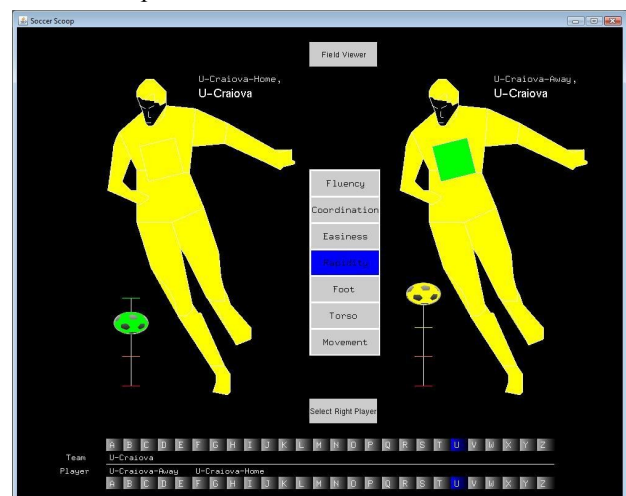 Soccer Scoop
Field Viewer
U-Craiova-Home,
U-Craiova
U-Craiova-Away,
U-Craiova
Fluency
Coordination
Easiness
Rapidity
Foot
Torso
Movement
Select Right Player
A B C D E F G H I J K L M N O P Q R S T U V W X Y Z
Team U-Craiova
Player U-Craiova-Away U-Craiova-Home
A B C D E F G H I J K L M N O P Q R S T U V W X Y Z